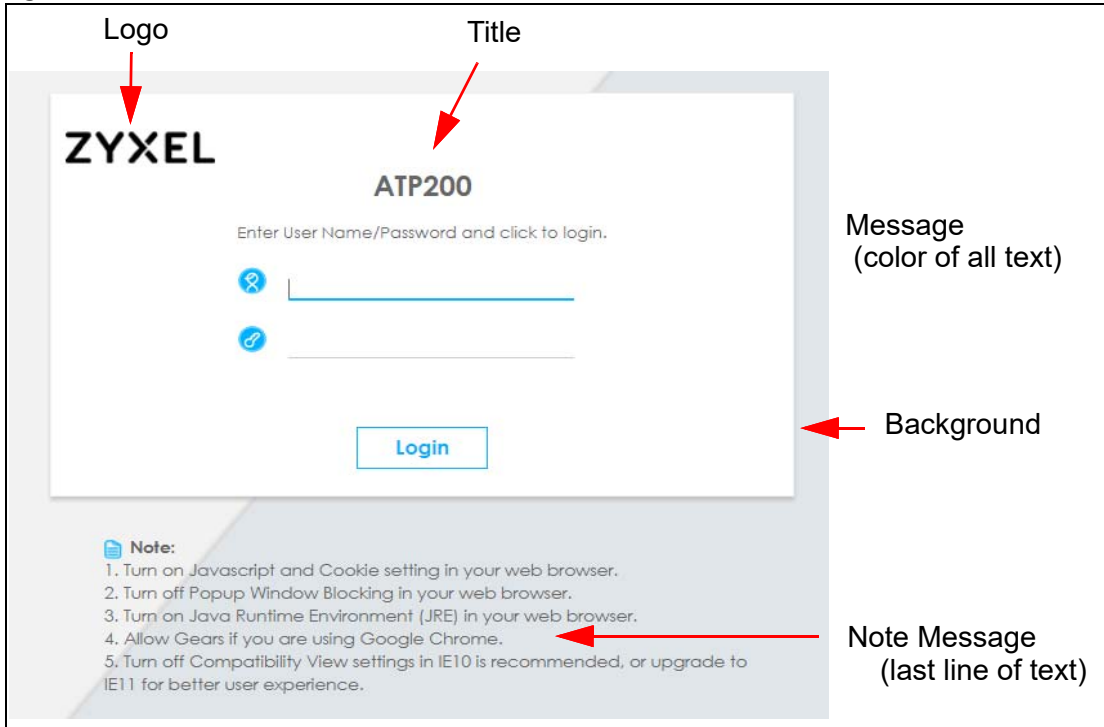 Logo
Title
ZYXEL
ATP200
Enter User Name/Password and click to login.
Message
(color of all text)
Login
Background
Note:
1. Turn on Javascript and Cookie setting in your web browser.
2. Turn off Popup Window Blocking in your web browser.
3. Turn on Java Runtime Environment (JRE) in your web browser.
4. Allow Gears if you are using Google Chrome.
5. Turn off Compatibility View settings in IE10 is recommended, or upgrade to
IE11 for better user experience.
Note Message
(last line of text)